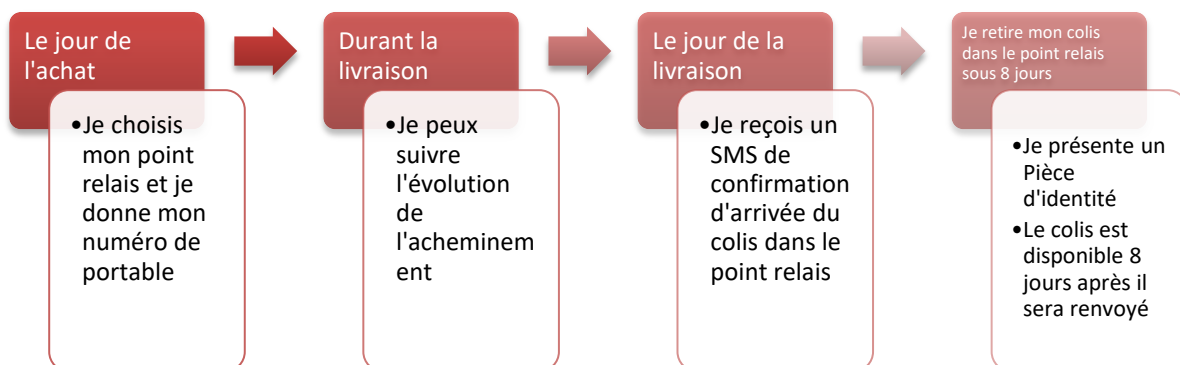 Le jour de
l'achat
•Je choisis
mon point
relais et je
donne mon
numéro de
portable
Durant la
livraison
•Je peux
suivre
l'évolution
de
l'acheminem
ent
Le jour de la
livraison
•Je reçois un
SMS de
confirmation
d'arrivée du
colis dans le
point relais
Je retire mon colis
dans le point relais
sous 8 jours
•Je présente un
Pièce
d'identité
•Le colis est
disponible 8
jours après il
sera renvoyé